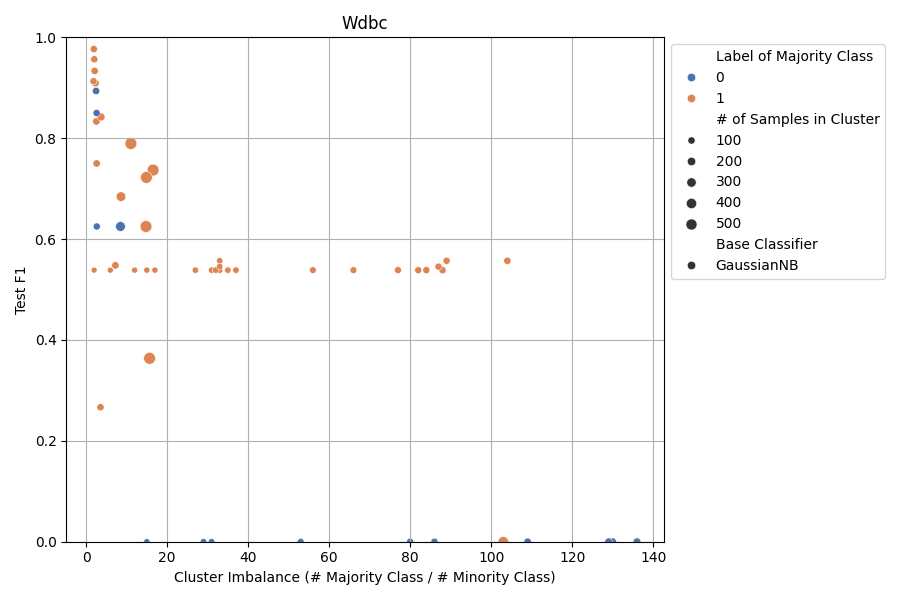 Wdbc
1.0
0.8
0.6
0.4
0.2
0.0
Test F1
0 20 40 60 80 100 120 140
Cluster Imbalance (# Majority Class / # Minority Class)
Label of Majority Class
0
1
# of Samples in Cluster
100
200
300
400
500
Base Classifier
GaussianNB